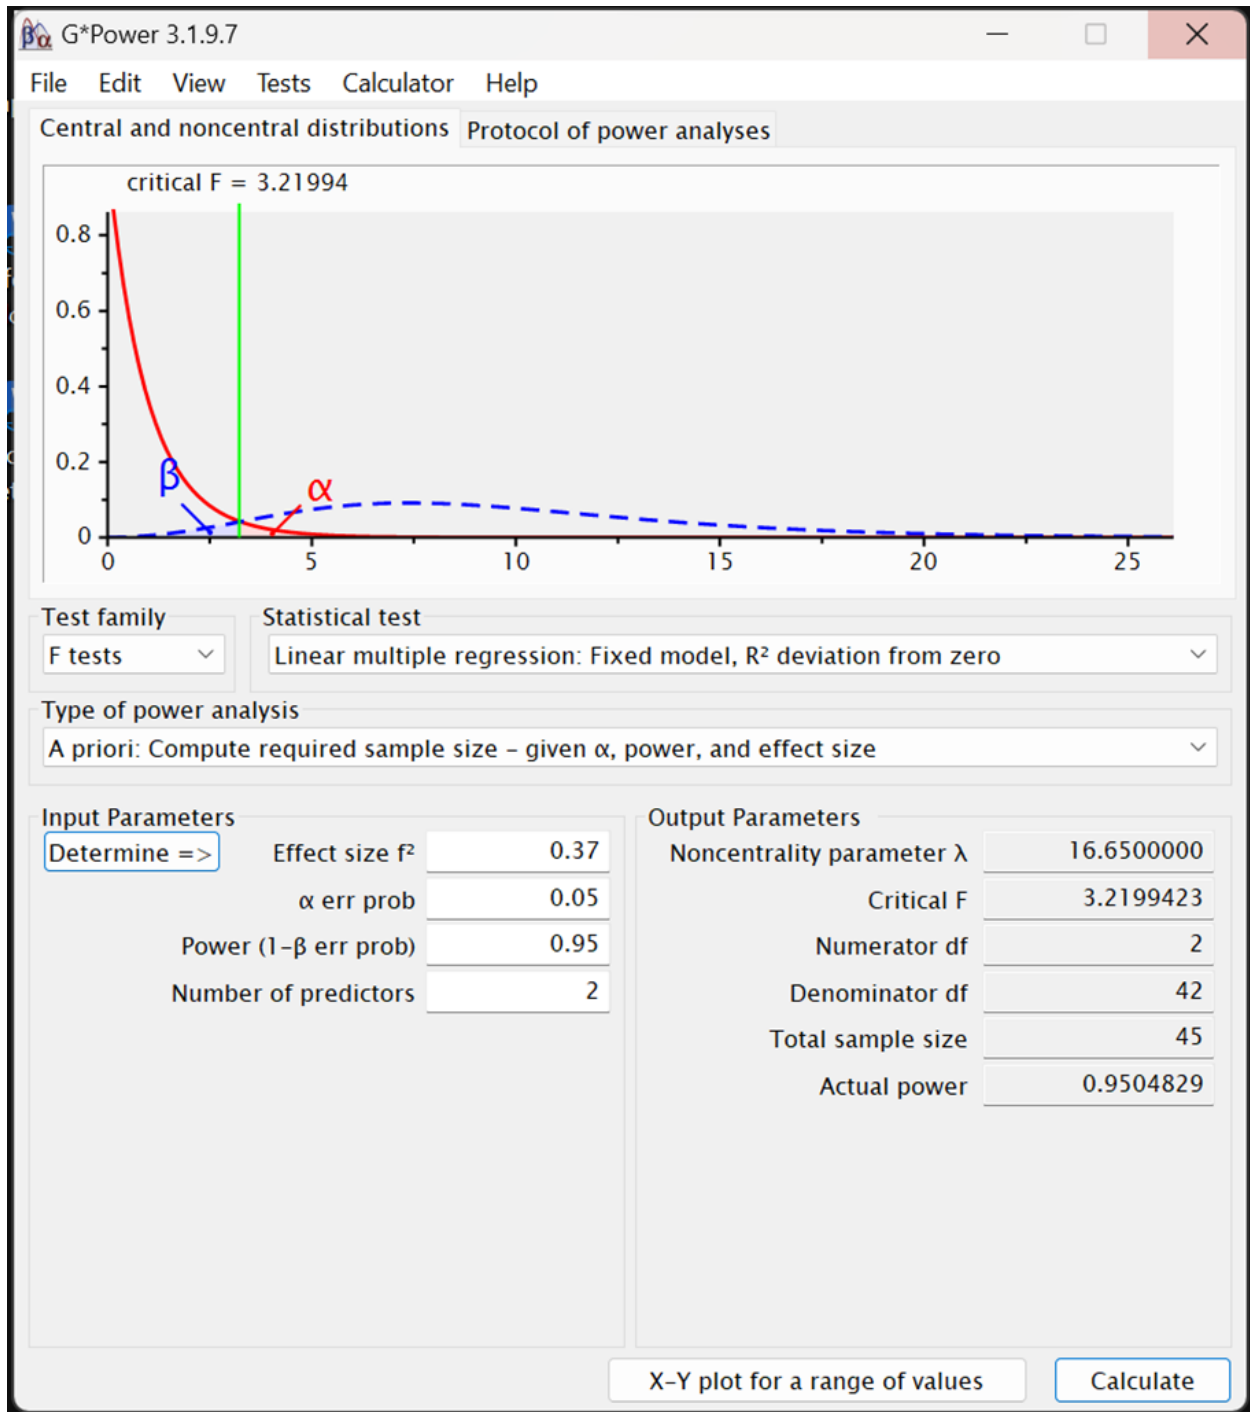 G*Power 3.1.9.7
File Edit View Tests Calculator Help
Central and noncentral distributions Protocol of power analyses
critical F = 3.21994
0.8
0.6
0.4
0.2
0
β
α
0 5 10 15 20 25
Test family Statistical test
F tests Linear multiple regression: Fixed model, R² deviation from zero
Type of power analysis
A priori: Compute required sample size – given α, power, and effect size
Input Parameters Output Parameters
Determine => Effect size f² 0.37 Noncentrality parameter λ 16.6500000
α err prob 0.05 Critical F 3.2199423
Power (1–β err prob) 0.95 Numerator df 2
Number of predictors 2 Denominator df 42
Total sample size 45
Actual power 0.9504829
X–Y plot for a range of values Calculate